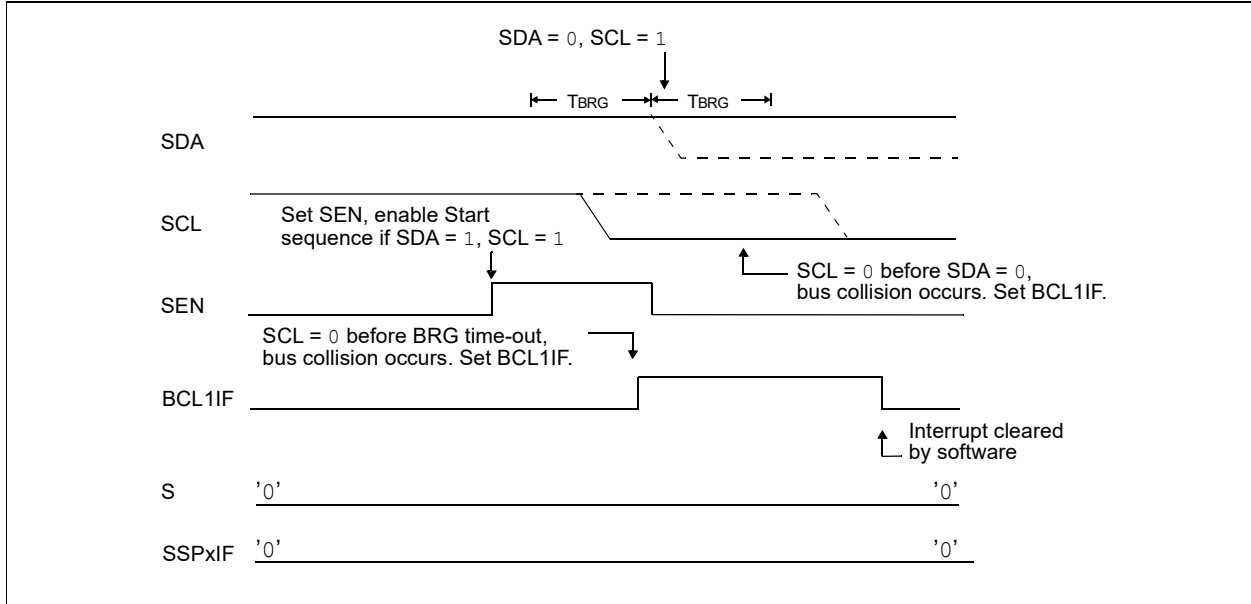 SDA = 0, SCL = 1
TBRG TBRG
SDA
SCL
Set SEN, enable Start
sequence if SDA = 1, SCL = 1
SCL = 0 before SDA = 0,
bus collision occurs. Set BCL1IF.
SEN
SCL = 0 before BRG time-out,
bus collision occurs. Set BCL1IF.
BCL1IF
Interrupt cleared
by software
S '0' '0'
SSPxIF '0' '0'